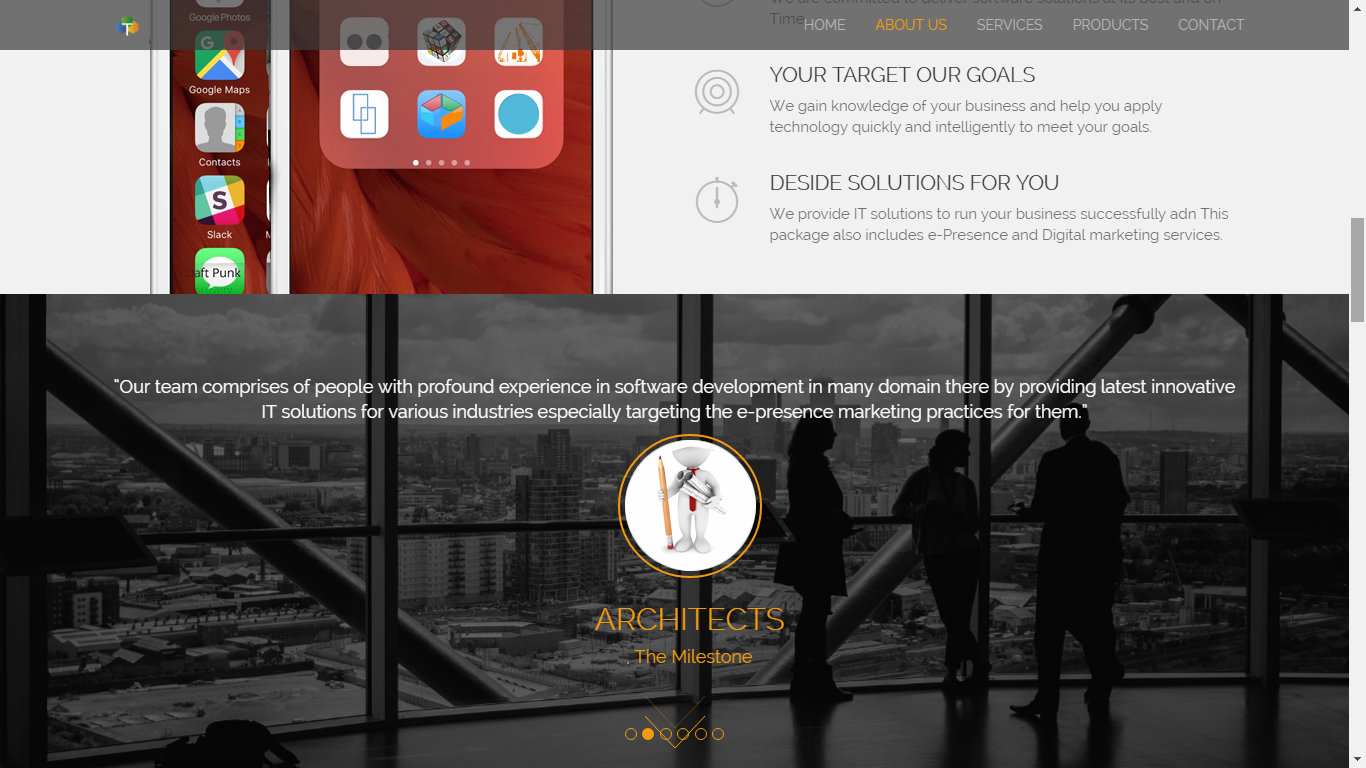 We are committed to deliver software solutions at its best and on
Time
T
HOME ABOUT US SERVICES PRODUCTS CONTACT
Google Photos
Google Maps
Contacts
S
Slack
aft Punk
YOUR TARGET OUR GOALS
We gain knowledge of your business and help you apply
technology quickly and intelligently to meet your goals.
DESIDE SOLUTIONS FOR YOU
We provide IT solutions to run your business successfully adn This
package also includes e-Presence and Digital marketing services.
"Our team comprises of people with profound experience in software development in many domain there by providing latest innovative
IT solutions for various industries especially targeting the e-presence marketing practices for them."
ARCHITECTS
. The Milestone